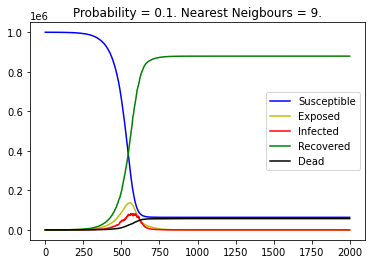 Probability = 0.1. Nearest Neigbours = 9.
1e6
1.0
0.8
0.6
0.4
0.2
0.0
Susceptible
Exposed
Infected
Recovered
Dead
0 250 500 750 1000 1250 1500 1750 2000